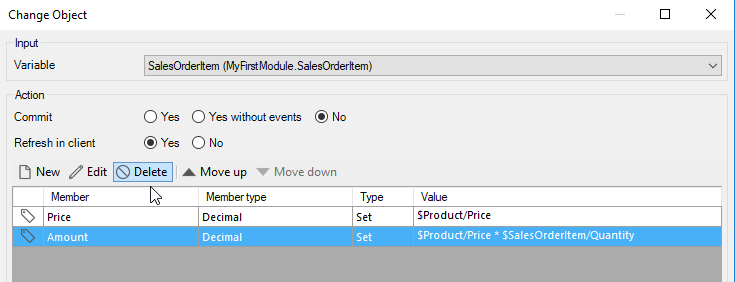 Change Object
Input
Variable SalesOrderItem (MyFirstModule.SalesOrderItem)
Action
Commit Yes Yes without events No
Refresh in client Yes No
New Edit Delete Move up Move down
Member Member type Type Value
Price Decimal Set $Product/Price
Amount Decimal Set $Product/Price * $SalesOrderItem/Quantity